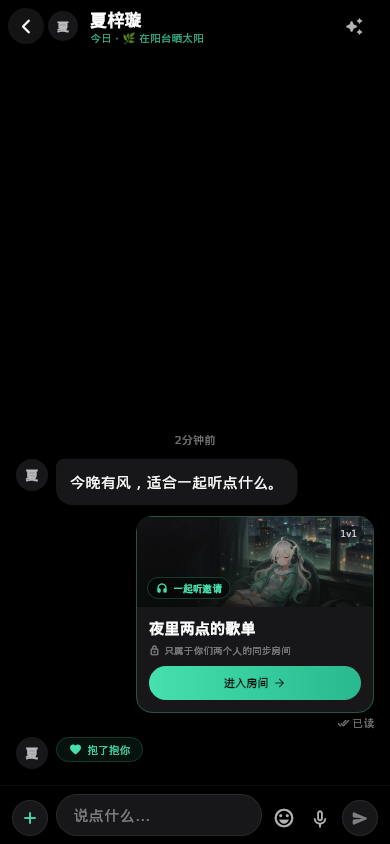 夏
夏梓璇
今日 · 🌿 在阳台晒太阳
2分钟前
夏
今晚有风，适合一起听点什么。
1v1
一起听邀请
夜里两点的歌单
只属于你们两个人的同步房间
进入房间 →
已读
夏
抱了抱你
说点什么...